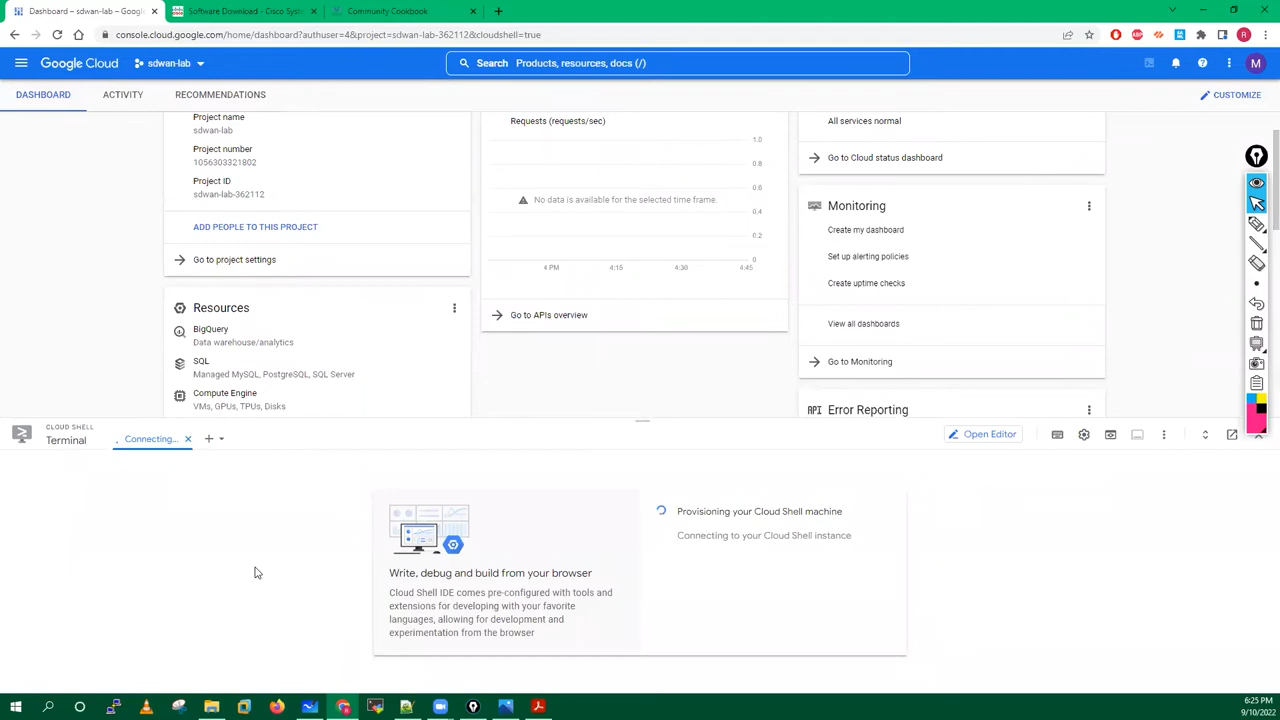 Dashboard – sdwan-lab – Google
Software Download - Cisco Syste
Community Cookbook
console.cloud.google.com/home/dashboard?authuser=4&project=sdwan-lab-362112&cloudshell=true
R
Google Cloud
sdwan-lab
Search Products, resources, docs (/)
M
DASHBOARD
ACTIVITY
RECOMMENDATIONS
CUSTOMIZE
Project name
sdwan-lab
Project number
1056303321802
Project ID
sdwan-lab-362112
ADD PEOPLE TO THIS PROJECT
Go to project settings
Resources
BigQuery
Data warehouse/analytics
SQL
Managed MySQL, PostgreSQL, SQL Server
Compute Engine
VMs, GPUs, TPUs, Disks
Requests (requests/sec)
1.0
0.8
0.6
No data is available for the selected time frame.
0.4
0.2
0
4 PM 4:15 4:30 4:45
Go to APIs overview
All services normal
Go to Cloud status dashboard
Monitoring
Create my dashboard
Set up alerting policies
Create uptime checks
View all dashboards
Go to Monitoring
API Error Reporting
CLOUD SHELL
Terminal
Connecting...
Open Editor
Write, debug and build from your browser
Cloud Shell IDE comes pre-configured with tools and
extensions for developing with your favorite
languages, allowing for development and
experimentation from the browser
Provisioning your Cloud Shell machine
Connecting to your Cloud Shell instance
6:25 PM
9/10/2022